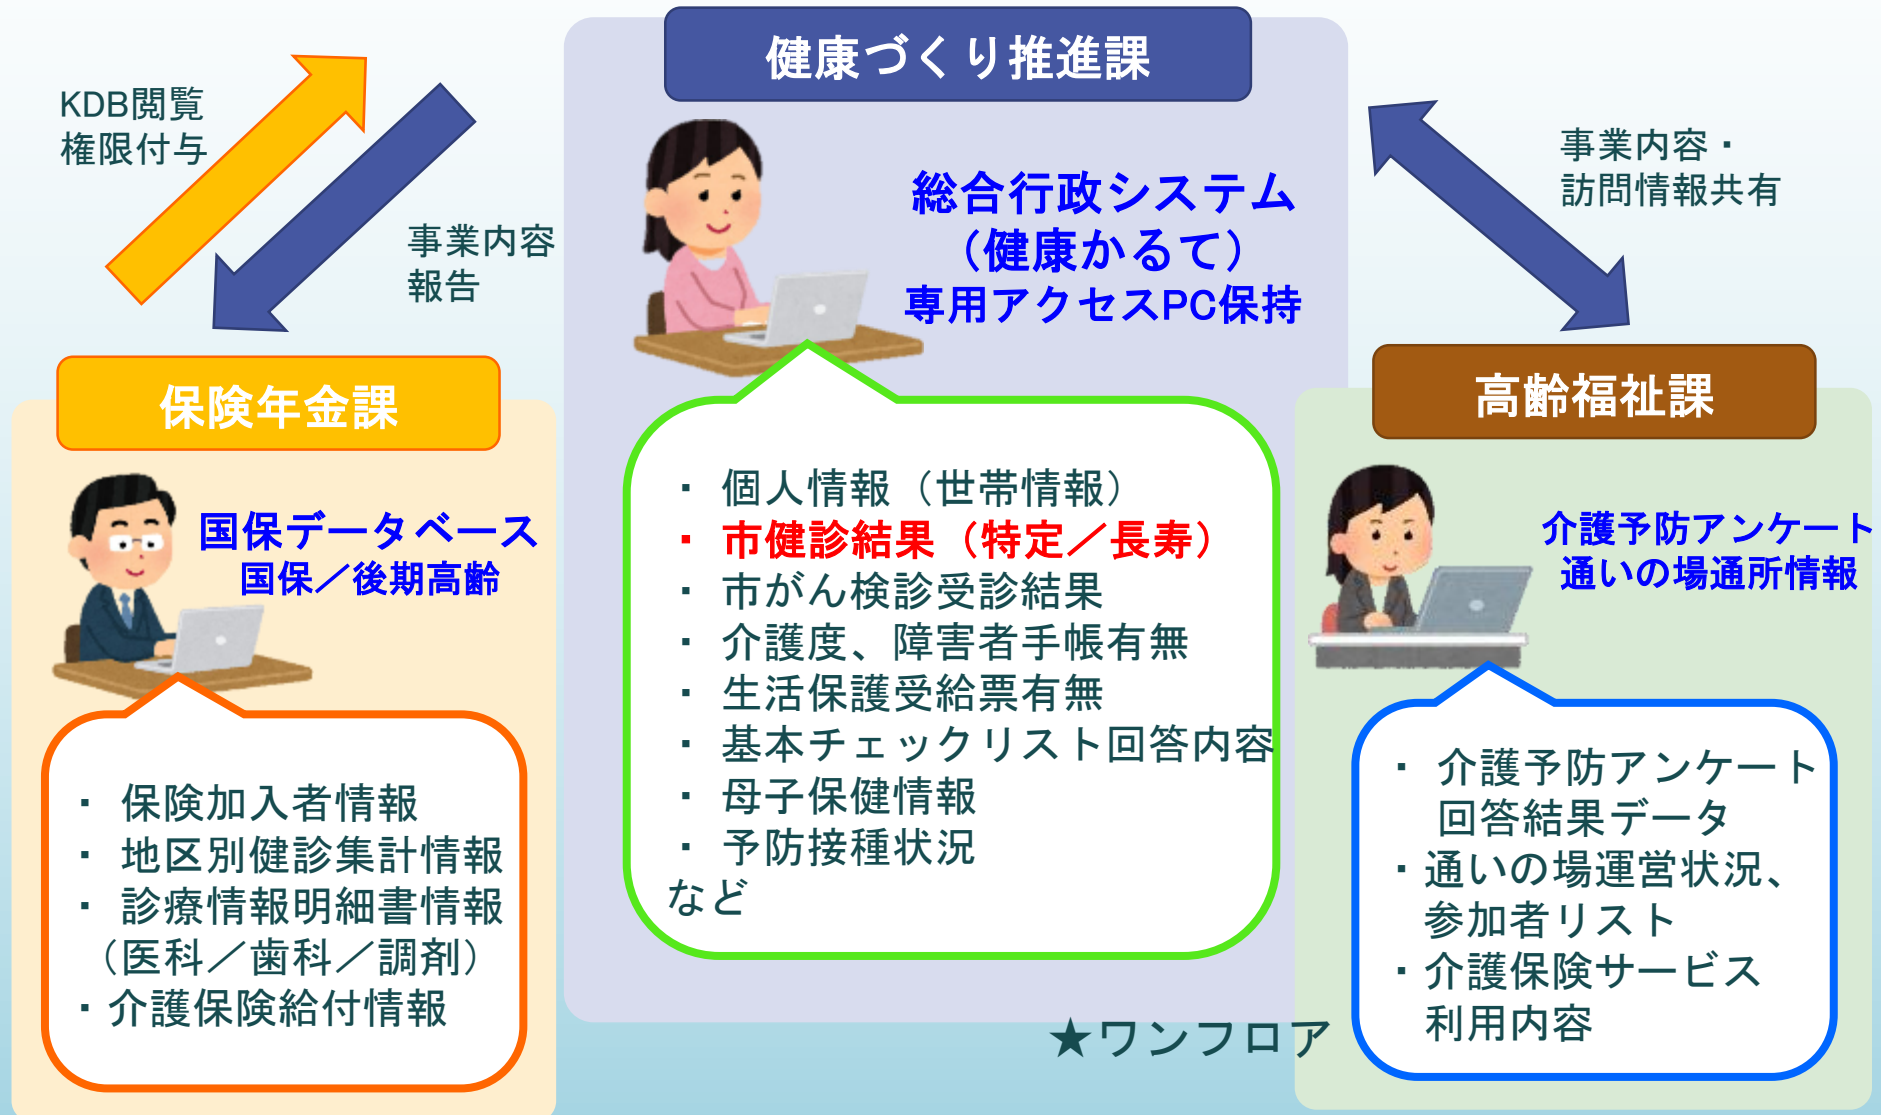 健康づくり推進課
KDB閲覧
権限付与
事業内容
報告
事業内容・
訪問情報共有
総合行政システム
（健康かるて）
専用アクセスPC保持
・ 個人情報（世帯情報）
・ 市健診結果（特定／長寿）
・ 市がん検診受診結果
・ 介護度、障害者手帳有無
・ 生活保護受給票有無
・ 基本チェックリスト回答内容
・ 母子保健情報
・ 予防接種状況
など
保険年金課
国保データベース
国保／後期高齢
・ 保険加入者情報
・ 地区別健診集計情報
・ 診療情報明細書情報
（医科／歯科／調剤）
・介護保険給付情報
高齢福祉課
介護予防アンケート
通いの場通所情報
・ 介護予防アンケート
回答結果データ
・通いの場運営状況、
参加者リスト
・介護保険サービス
利用内容
★ワンフロア